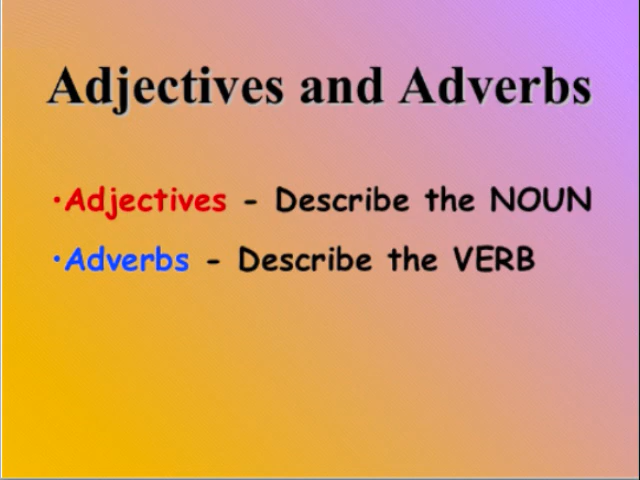 Adjectives and Adverbs
•Adjectives - Describe the NOUN
•Adverbs - Describe the VERB